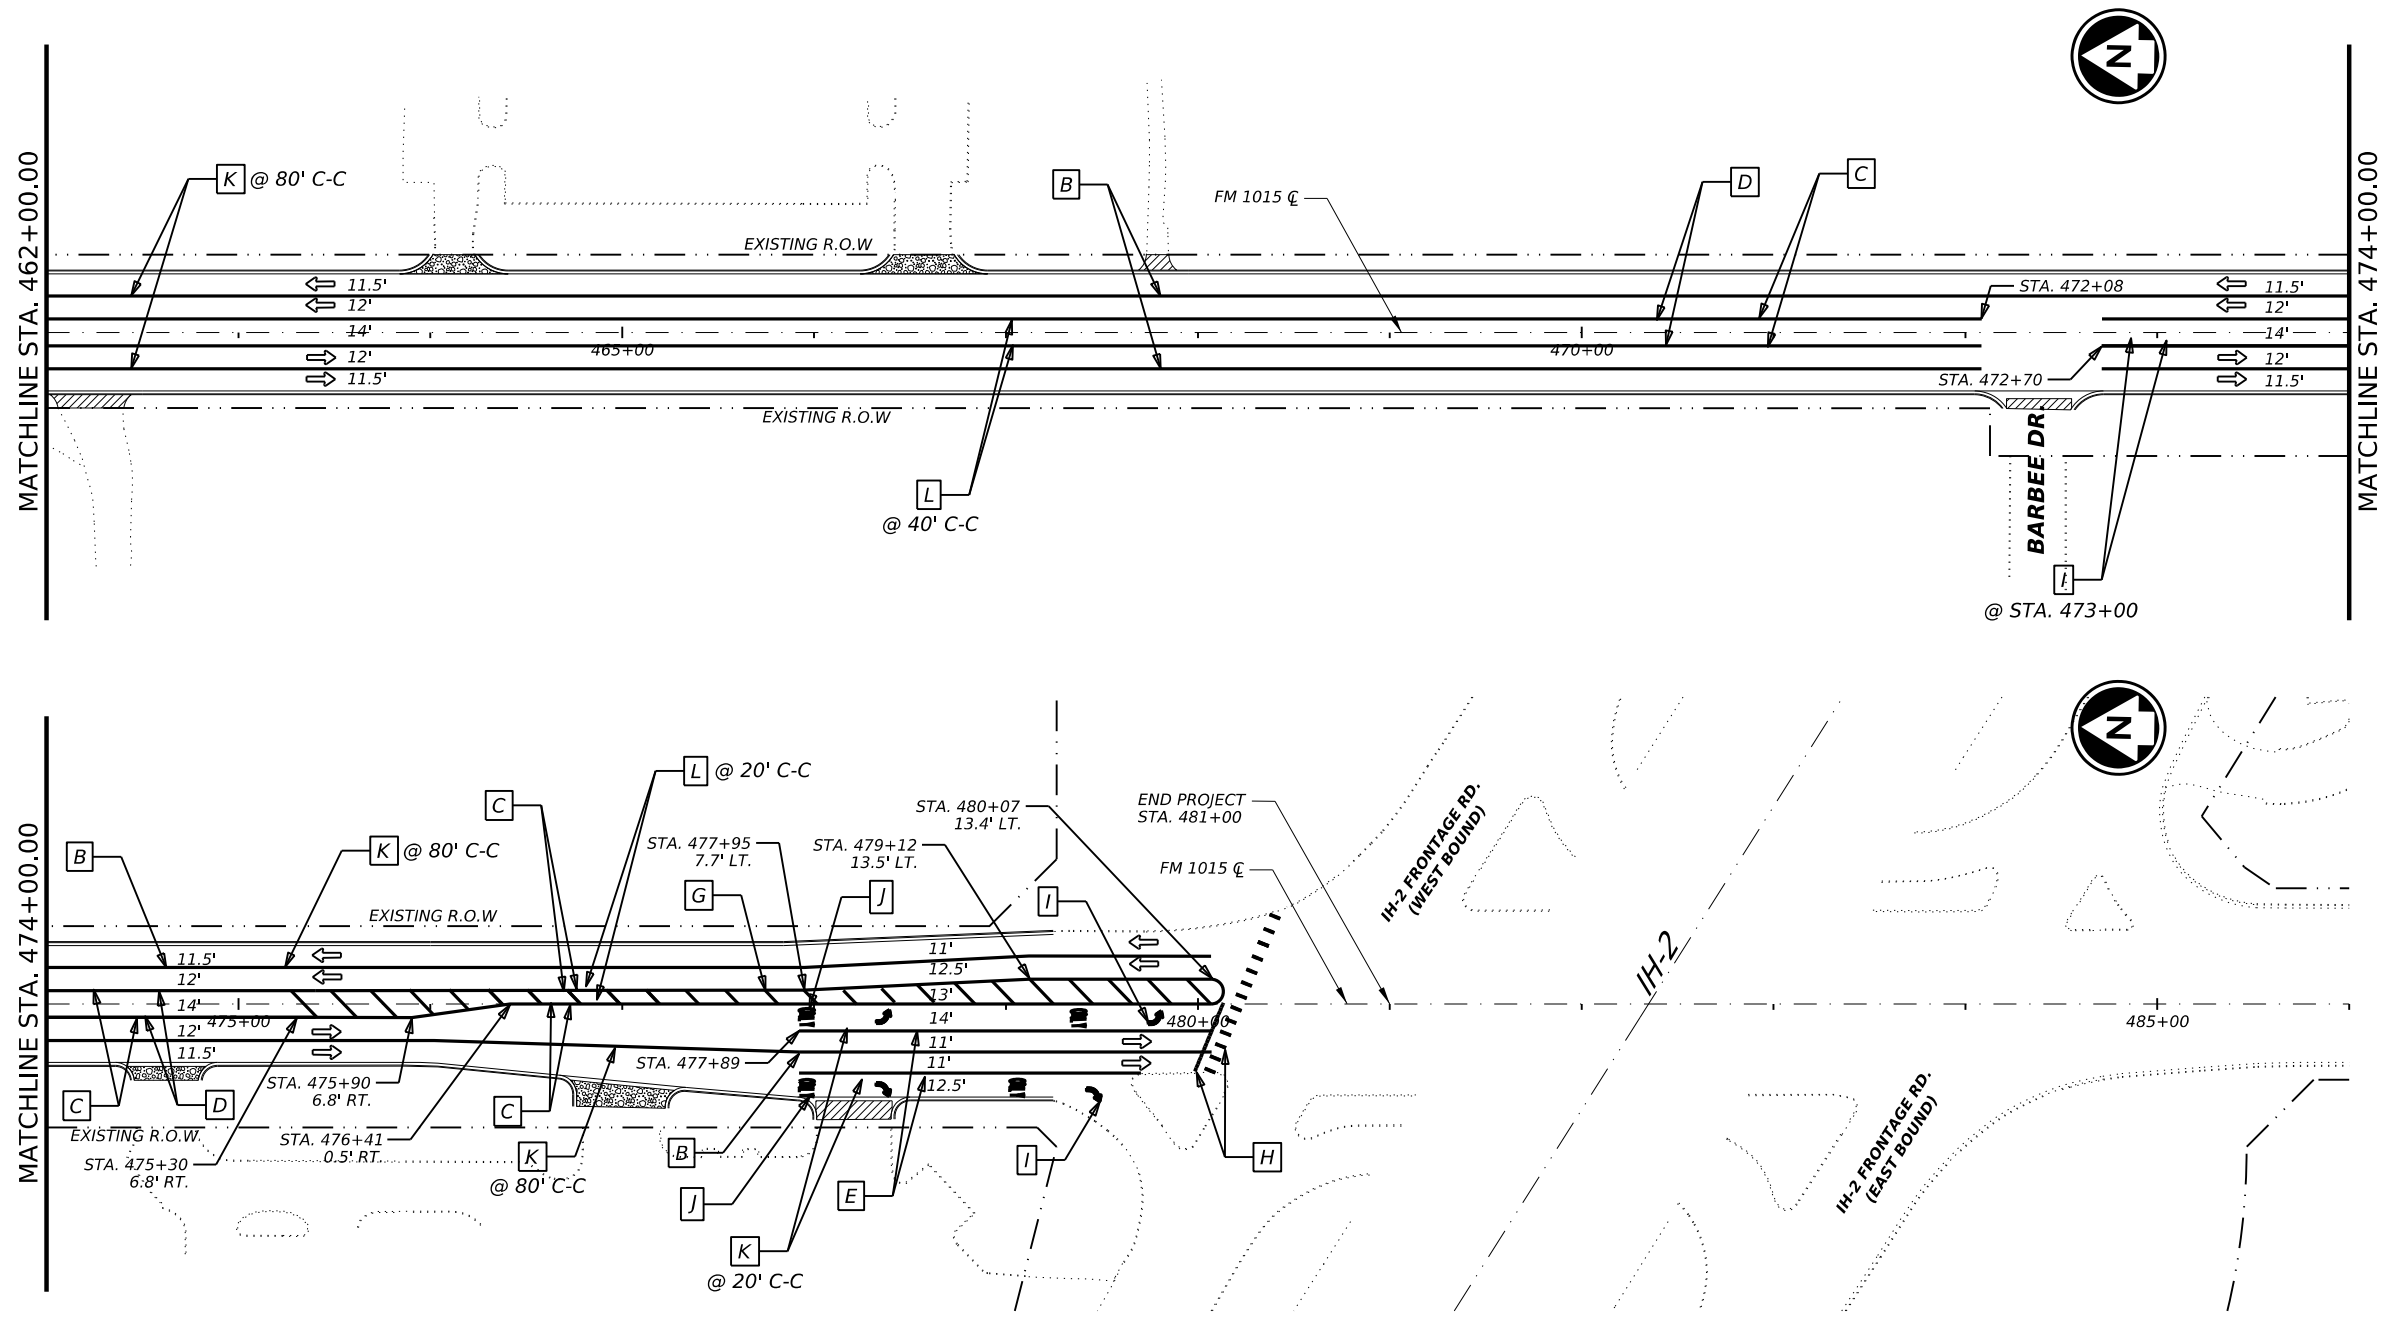 N
MATCHLINE STA. 462+00.00
MATCHLINE STA. 474+00.00
K @ 80' C-C
B
FM 1015 ℄
D
C
EXISTING R.O.W
11.5'
12'
14'
12'
11.5'
465+00
470+00
STA. 472+08
11.5'
12'
14'
12'
11.5'
STA. 472+70
EXISTING R.O.W
L
@ 40' C-C
BARBEE DR.
I
@ STA. 473+00
N
MATCHLINE STA. 474+00.00
L @ 20' C-C
C
B
K @ 80' C-C
STA. 477+95
7.7' LT.
G
STA. 479+12
13.5' LT.
J
STA. 480+07
13.4' LT.
I
END PROJECT
STA. 481+00
FM 1015 ℄
IH-2 FRONTAGE RD.
(WEST BOUND)
IH-2
EXISTING R.O.W
11.5'
12'
14'
475+00
12'
11.5'
11'
12.5'
13'
14'
11'
11'
12.5'
480+00
485+00
STA. 477+89
STA. 475+90
6.8' RT.
C
D
C
EXISTING R.O.W.
STA. 475+30
6.8' RT.
STA. 476+41
0.5' RT.
K
@ 80' C-C
B
J
E
K
@ 20' C-C
I
H
IH-2 FRONTAGE RD.
(EAST BOUND)